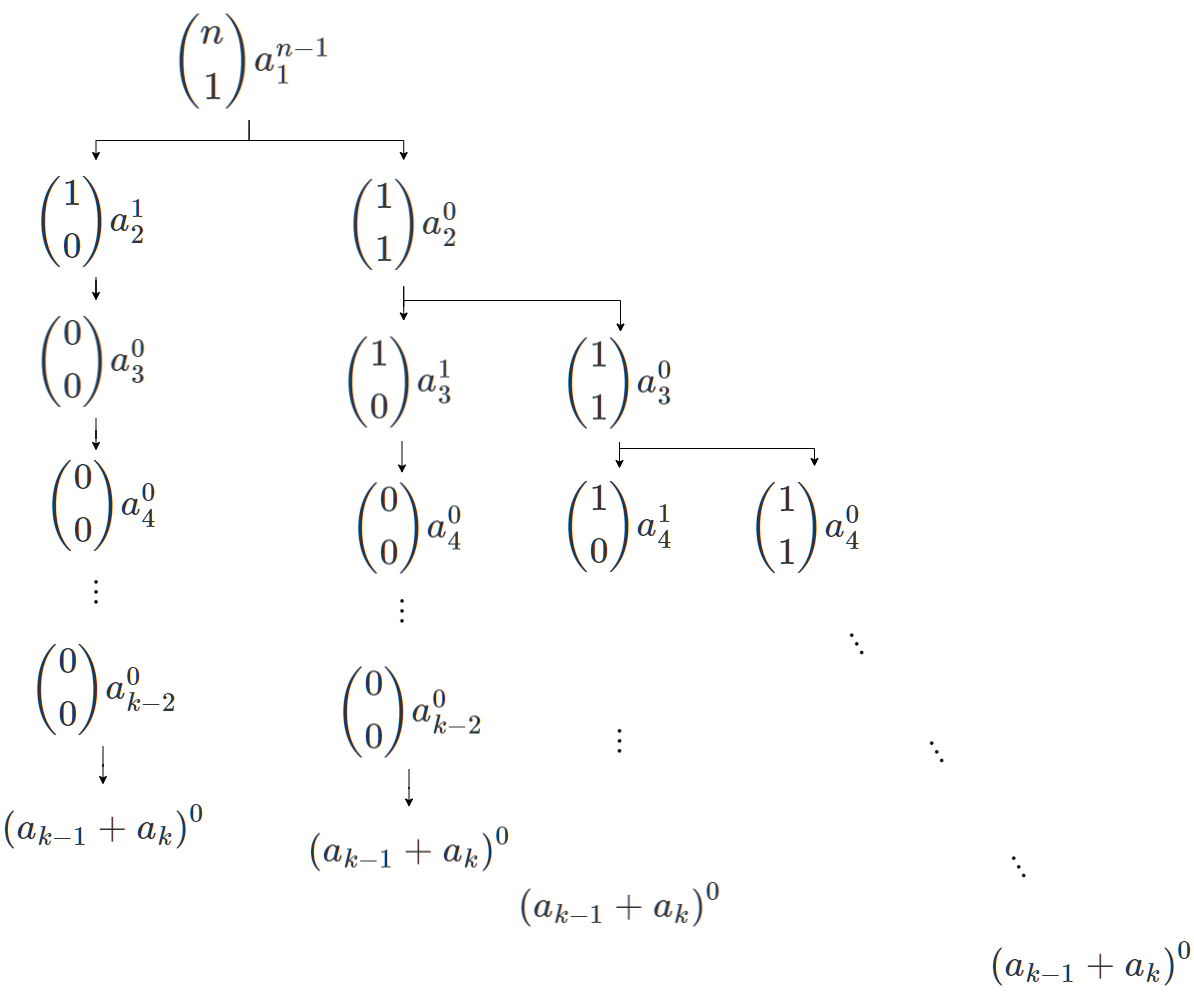 $\binom{n}{1} a_1^{n-1}$
$\binom{1}{0} a_2^1$ $\binom{1}{1} a_2^0$
$\binom{0}{0} a_3^0$ $\binom{1}{0} a_3^1$ $\binom{1}{1} a_3^0$
$\binom{0}{0} a_4^0$ $\binom{0}{0} a_4^0$ $\binom{1}{0} a_4^1$ $\binom{1}{1} a_4^0$
⋮ ⋮ ⋱
$\binom{0}{0} a_{k-2}^0$ $\binom{0}{0} a_{k-2}^0$ ⋮ ⋱
$(a_{k-1} + a_k)^0$ $(a_{k-1} + a_k)^0$ ⋱
$(a_{k-1} + a_k)^0$
$(a_{k-1} + a_k)^0$